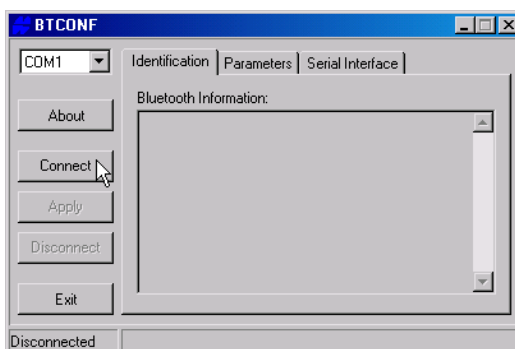 BTCONF
COM1
Identification
Parameters
Serial Interface
Bluetooth Information:
About
Connect
Apply
Disconnect
Exit
Disconnected